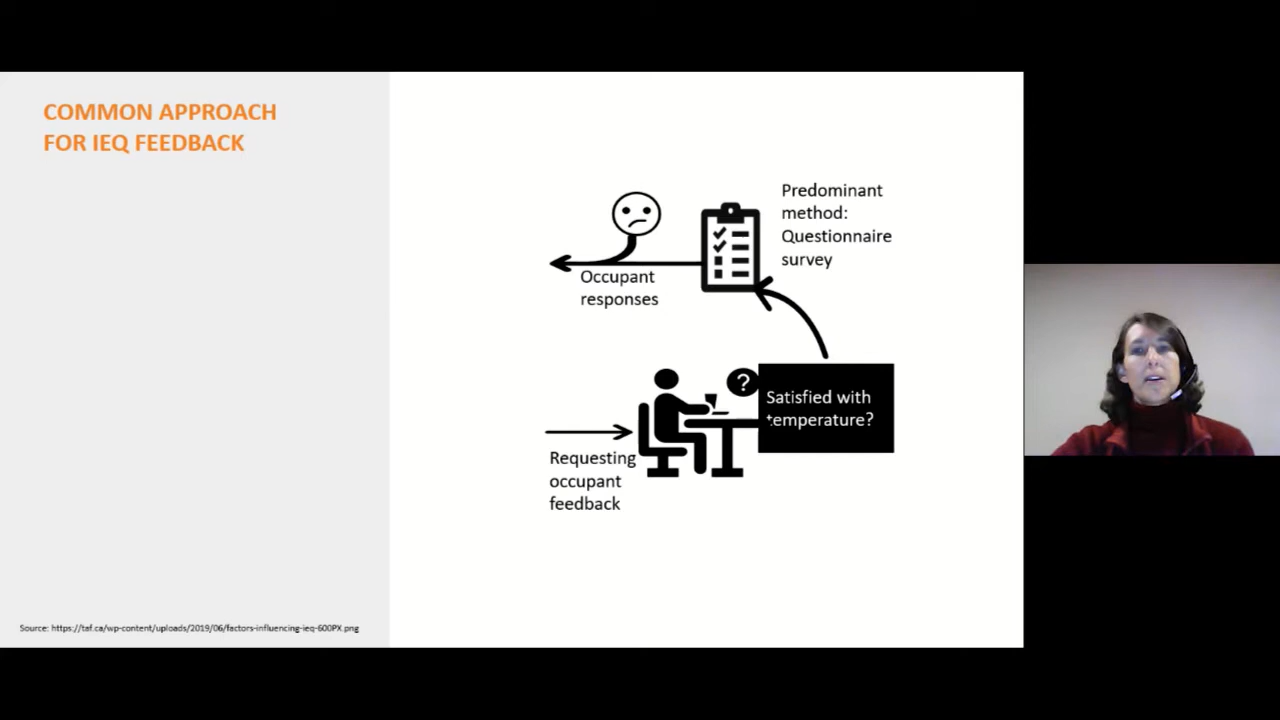 COMMON APPROACH
FOR IEQ FEEDBACK
Predominant
method:
Questionnaire
survey
Occupant
responses
?
Satisfied with
temperature?
Requesting
occupant
feedback
Source: https://taf.ca/wp-content/uploads/2019/06/factors-influencing-ieq-600PX.png